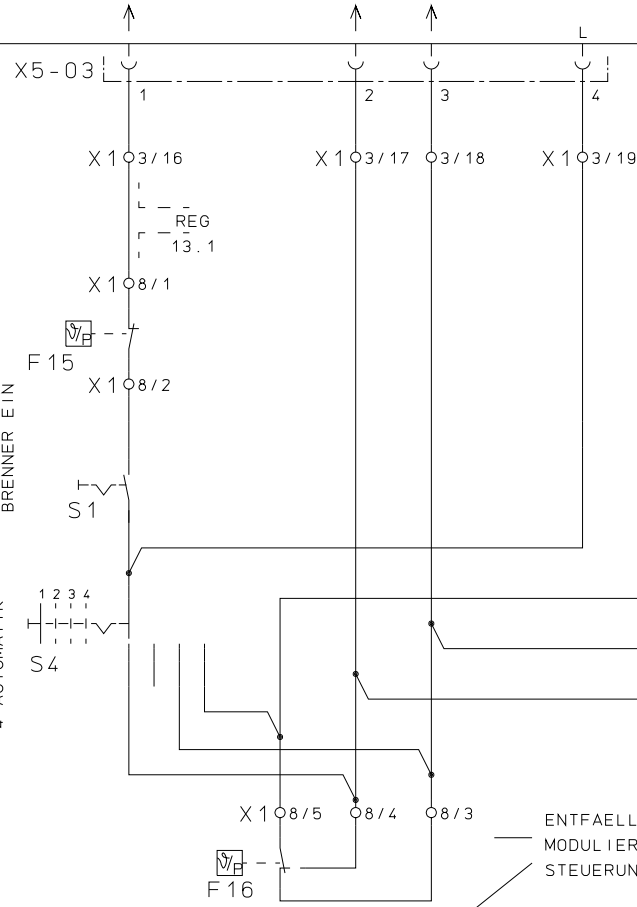 L
X5-03
1
2
3
4
X1 3/16
X1 3/17
3/18
X1 3/19
REG
13.1
X1 8/1
ϑ/P
F15
X1 8/2
BRENNER EIN
S1
1 2 3 4
S4
X1 8/5
8/4
8/3
ϑ/P
F16
ENTFAELL
MODULIER
STEUERUN